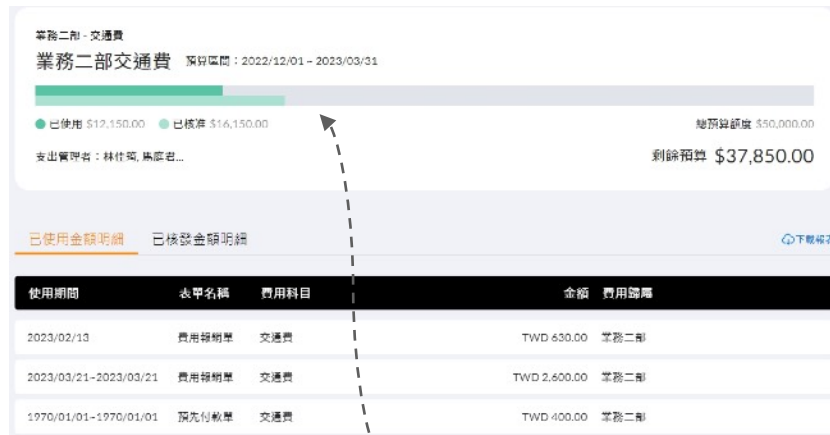 業務二部 - 交通費
業務二部交通費 預算區間：2022/12/01 ~ 2023/03/31
已使用 $12,150.00 已核准 $16,150.00 總預算額度 $50,000.00
支出管理者：林佳筠, 馬庭君... 剩餘預算 $37,850.00
已使用金額明細 已核發金額明細 下載報表
使用期間 表單名稱 費用科目 金額 費用歸屬
2023/02/13 費用報銷單 交通費 TWD 630.00 業務二部
2023/03/21~2023/03/21 費用報銷單 交通費 TWD 2,600.00 業務二部
1970/01/01~1970/01/01 預先付款單 交通費 TWD 400.00 業務二部